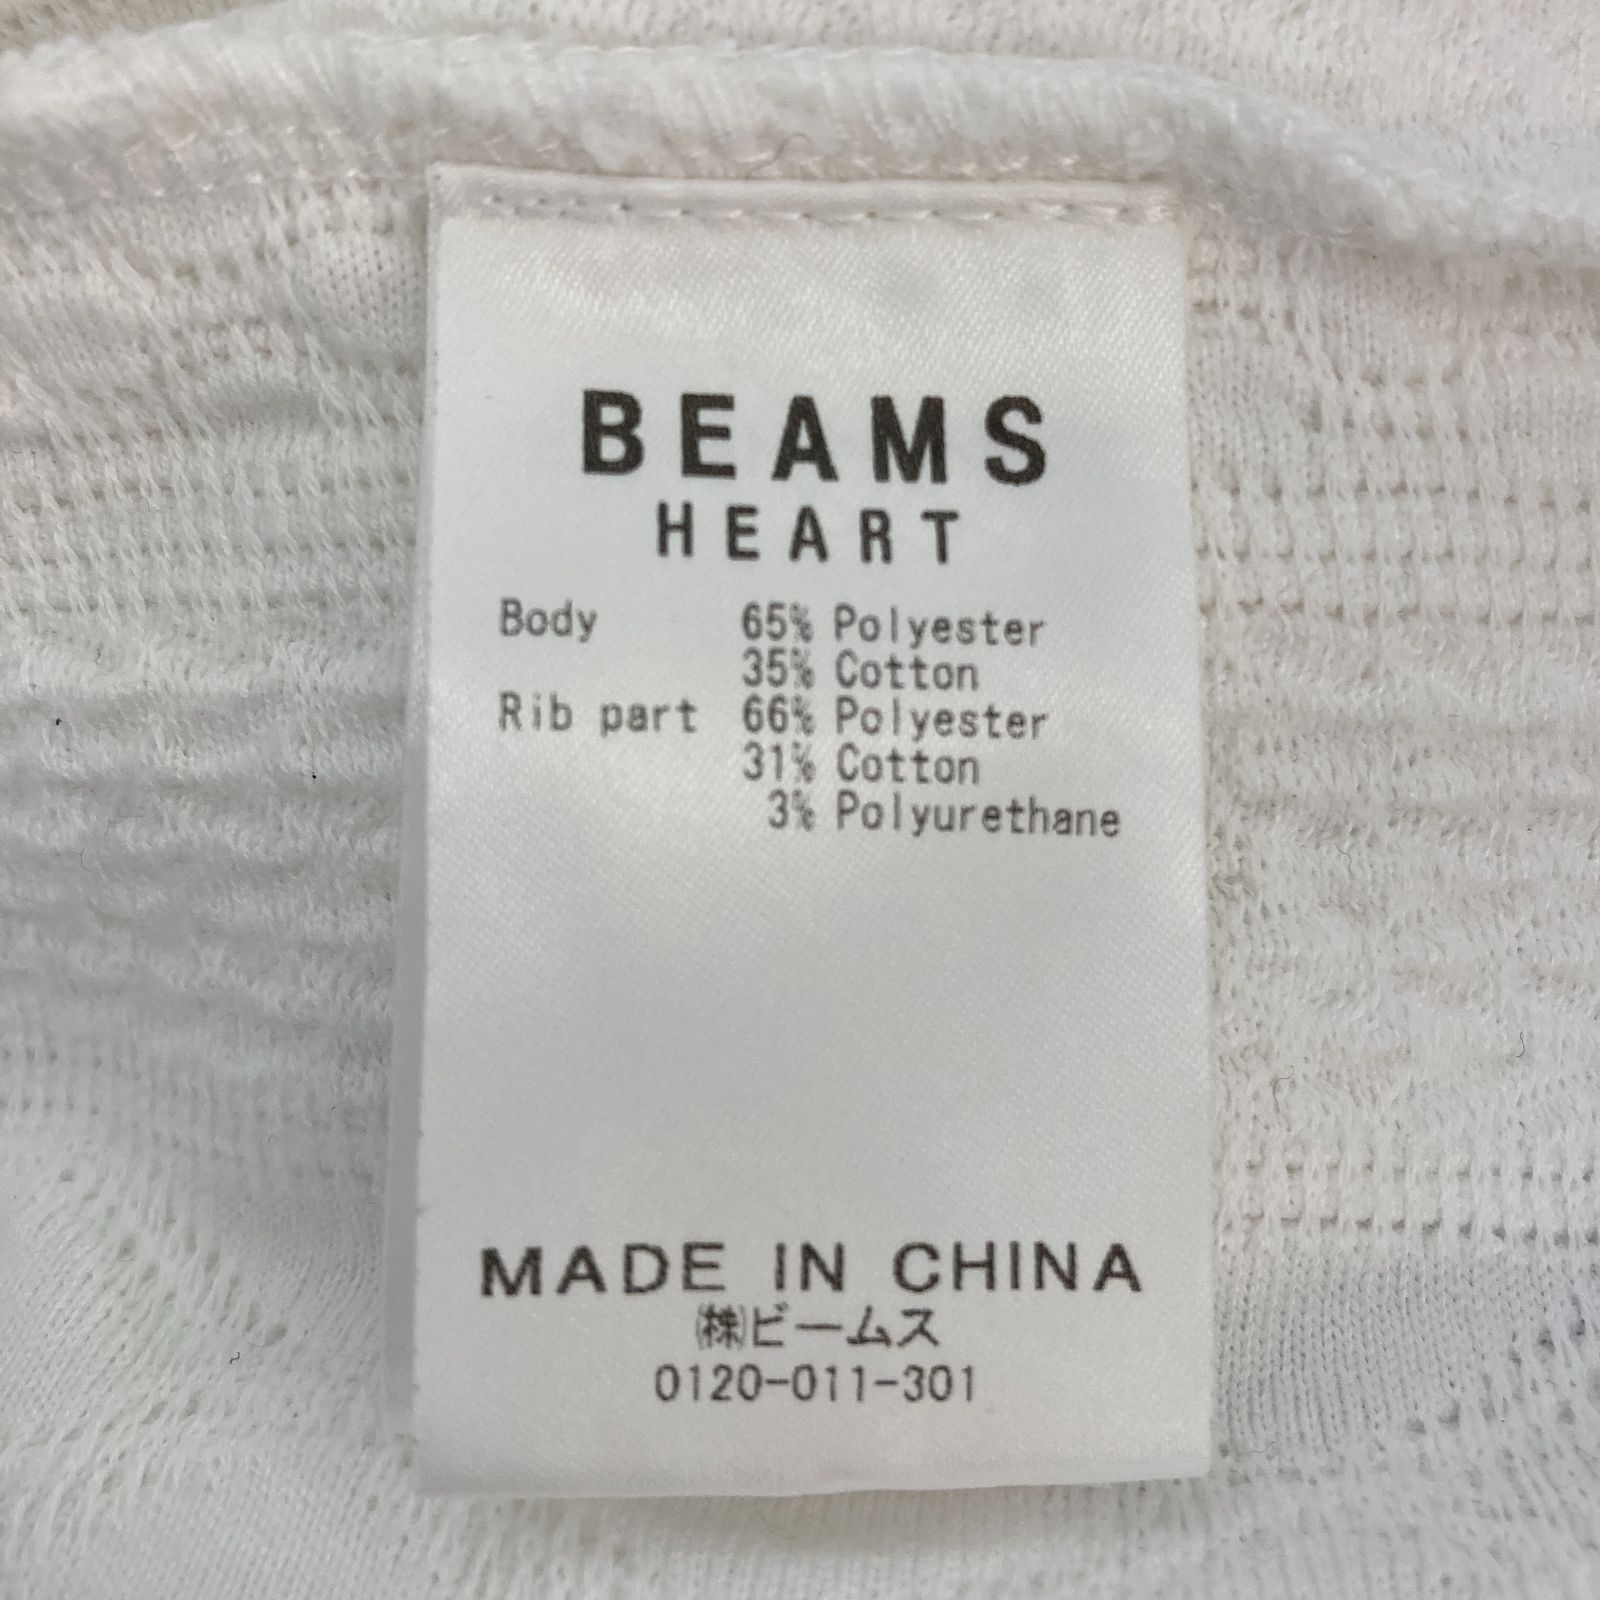 BEAMS
HEART
Body 65% Polyester
35% Cotton
Rib part 66% Polyester
31% Cotton
3% Polyurethane
MADE IN CHINA
㈱ビームス
0120-011-301